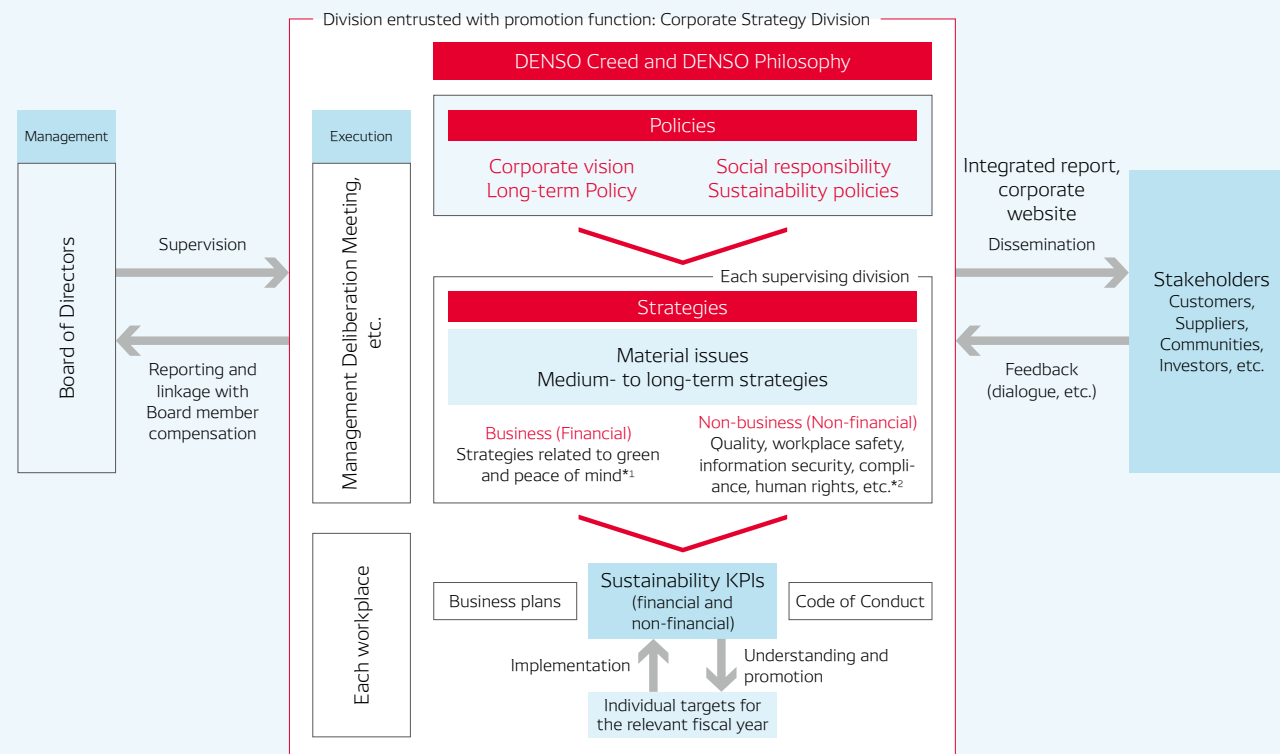 Division entrusted with promotion function: Corporate Strategy Division
DENSO Creed and DENSO Philosophy
Management
Board of Directors
Supervision
Reporting and
linkage with
Board member
compensation
Execution
Management Deliberation Meeting,
etc.
Policies
Corporate vision
Long-term Policy
Social responsibility
Sustainability policies
Each supervising division
Strategies
Material issues
Medium- to long-term strategies
Business (Financial)
Strategies related to green
and peace of mind*1
Non-business (Non-financial)
Quality, workplace safety,
information security, compli-
ance, human rights, etc.*2
Each workplace
Business plans
Sustainability KPIs
(financial and
non-financial)
Code of Conduct
Implementation
Understanding and
promotion
Individual targets for
the relevant fiscal year
Integrated report,
corporate
website
Dissemination
Feedback
(dialogue, etc.)
Stakeholders
Customers,
Suppliers,
Communities,
Investors, etc.